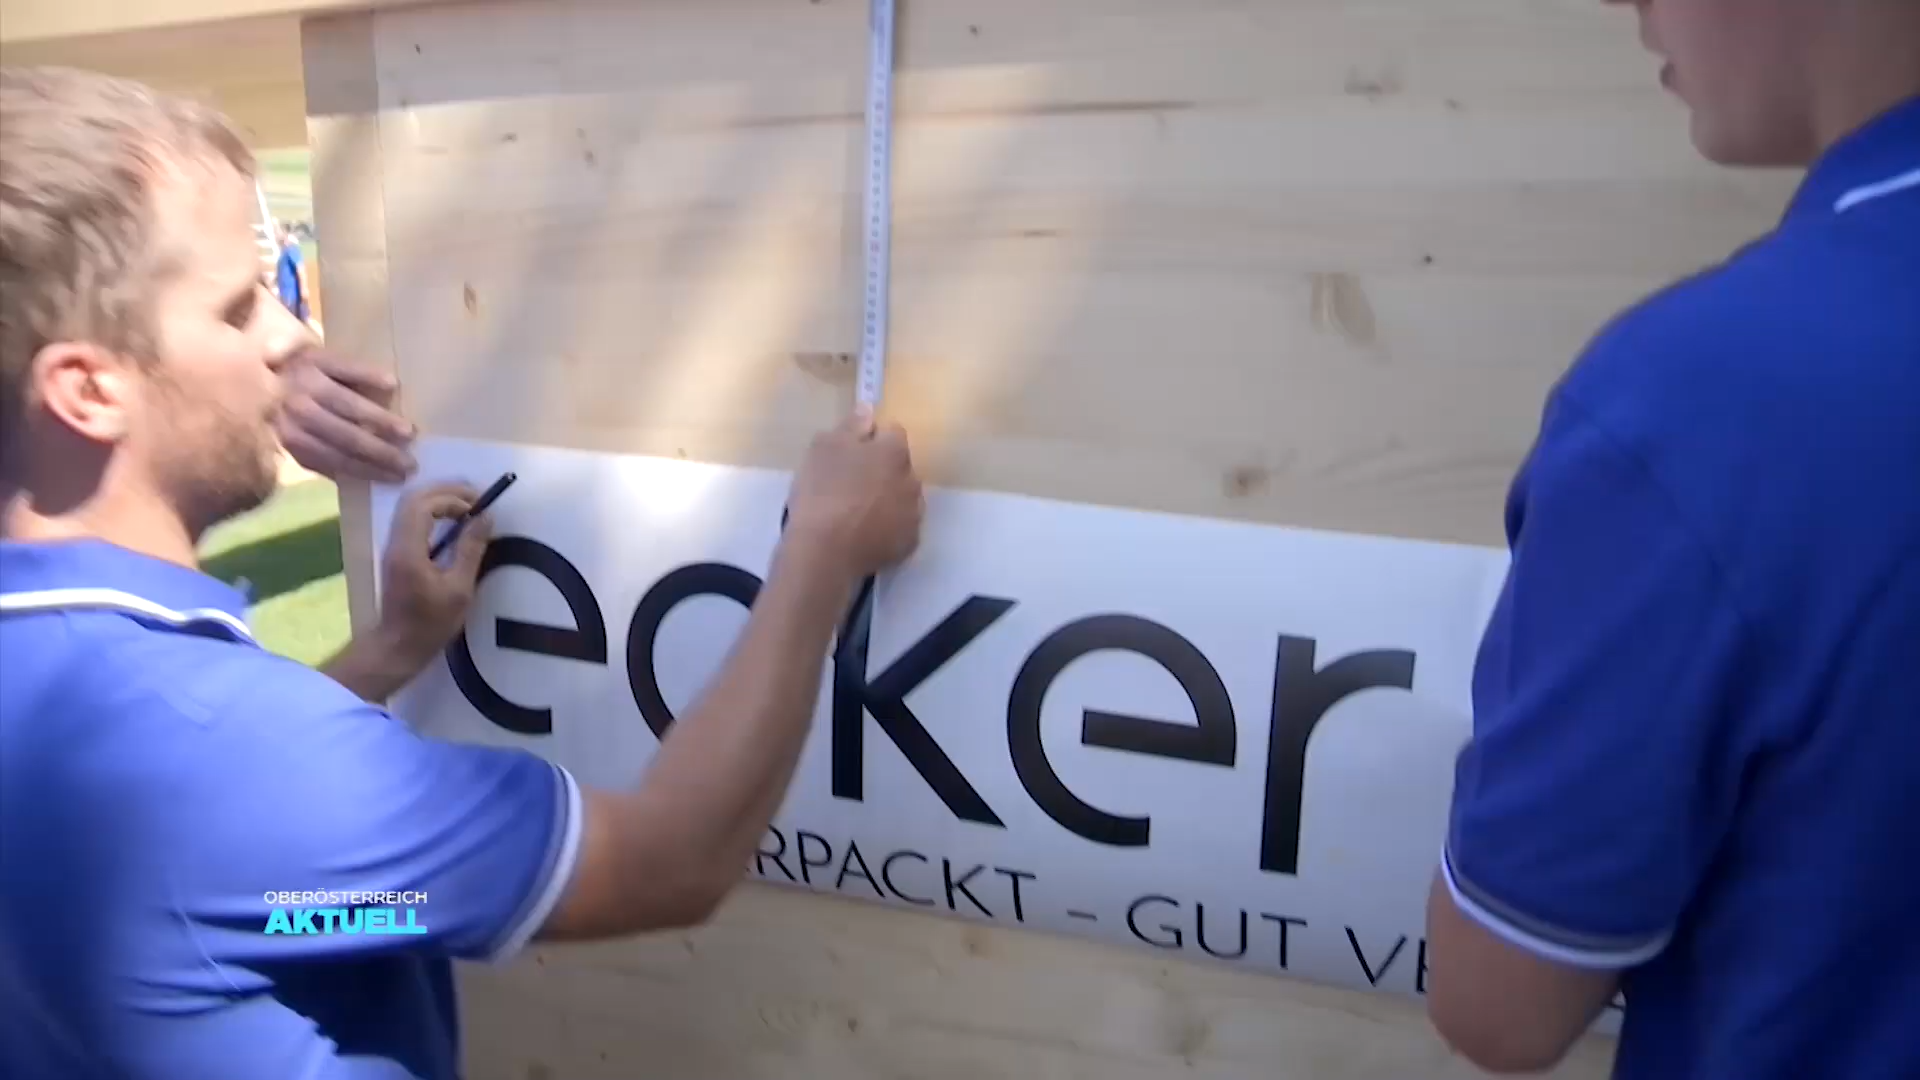 ecker
RPACKT – GUT VE
OBERÖSTERREICH
AKTUELL